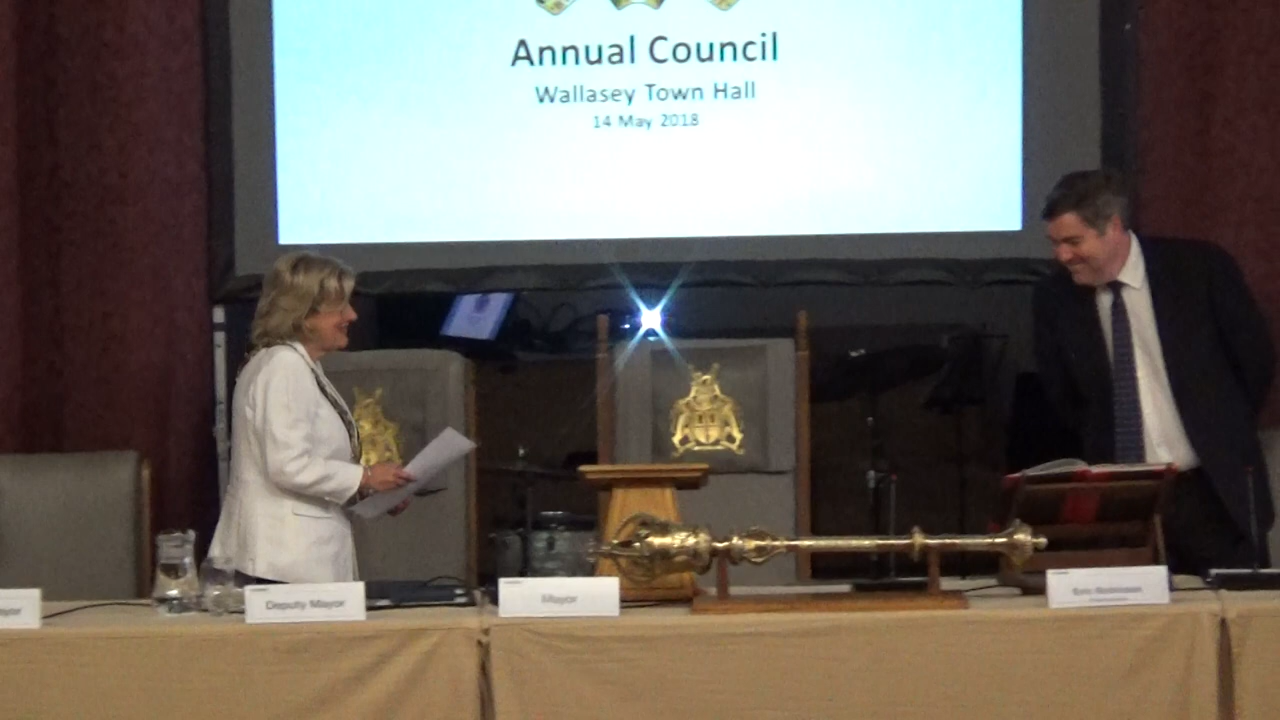 Annual Council
Wallasey Town Hall
14 May 2018
Deputy Mayor
Mayor